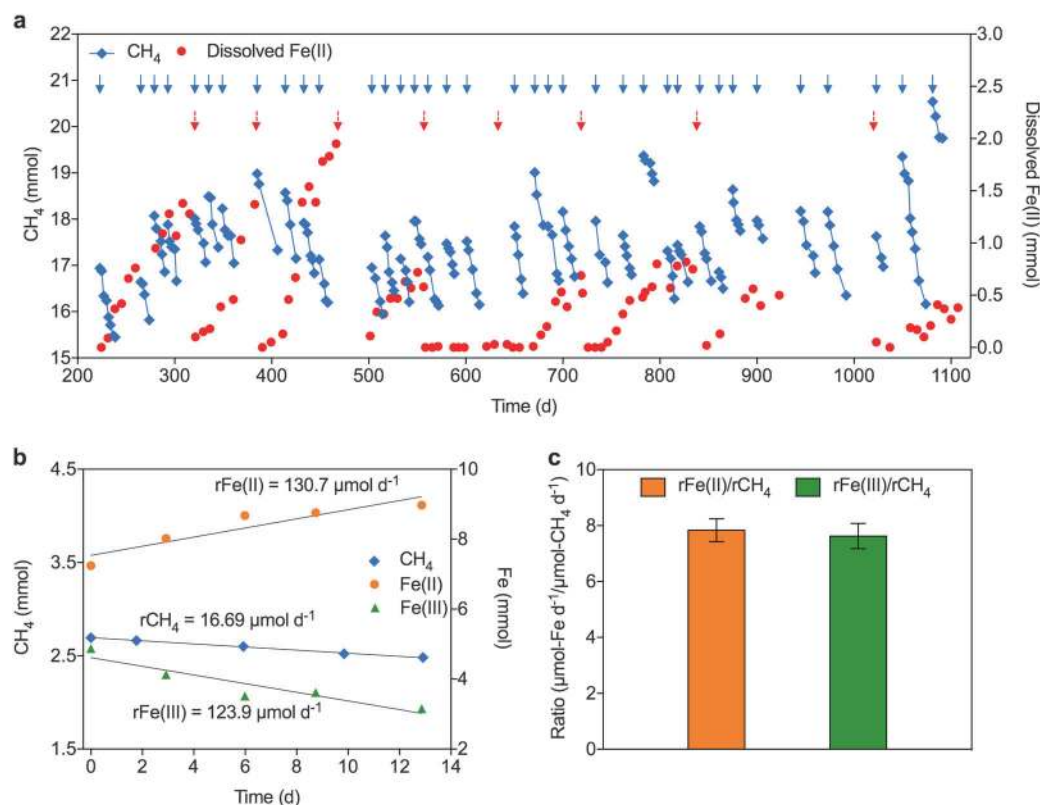 a
CH₄ Dissolved Fe(II)
22
21
20
19
18
17
16
15
CH₄ (mmol)
3.0
2.5
2.0
1.5
1.0
0.5
0.0
Dissolved Fe(II) (mmol)
200 300 400 500 600 700 800 900 1000 1100
Time (d)
b
4.5
3.5
2.5
1.5
CH₄ (mmol)
rFe(II) = 130.7 µmol d⁻¹
CH₄
Fe(II)
Fe(III)
rCH₄ = 16.69 µmol d⁻¹
rFe(III) = 123.9 µmol d⁻¹
10
8
6
4
2
Fe (mmol)
0 2 4 6 8 10 12 14
Time (d)
c
10
8
6
4
2
0
Ratio (µmol-Fe d⁻¹/µmol-CH₄ d⁻¹)
rFe(II)/rCH₄ rFe(III)/rCH₄